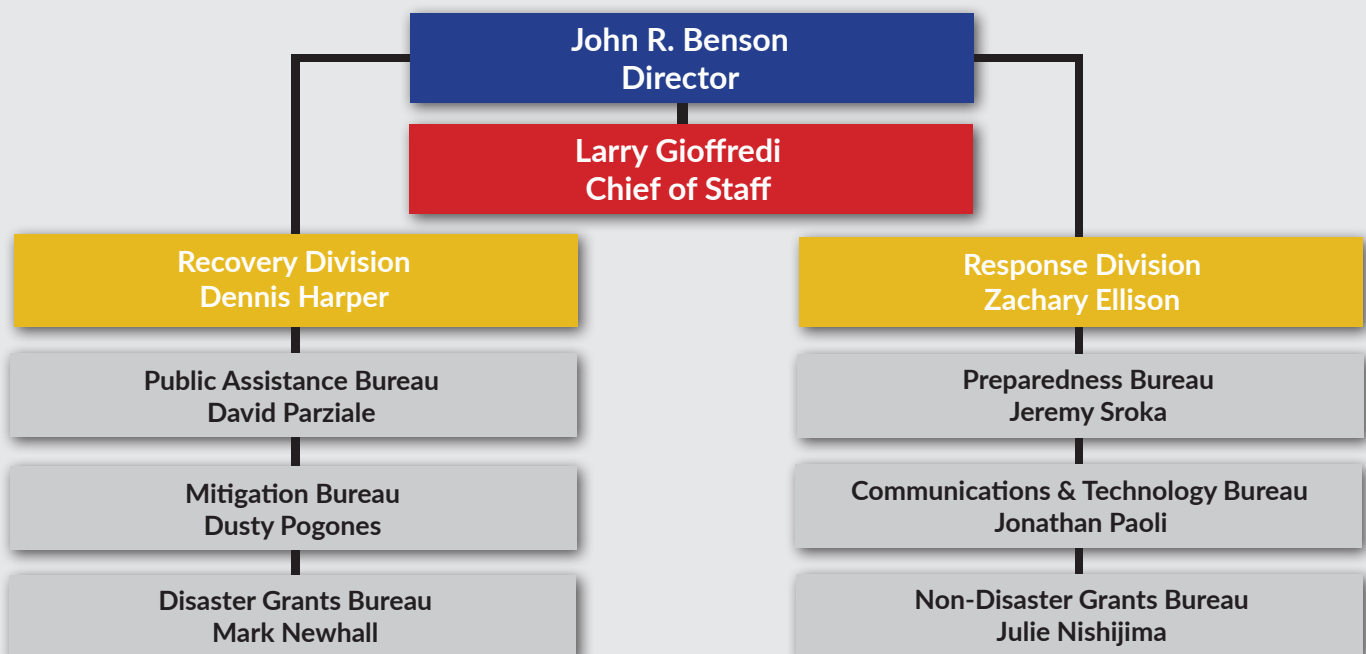 John R. Benson
Director
Larry Gioffredi
Chief of Staff
Recovery Division
Dennis Harper
Public Assistance Bureau
David Parziale
Mitigation Bureau
Dusty Pogones
Disaster Grants Bureau
Mark Newhall
Response Division
Zachary Ellison
Preparedness Bureau
Jeremy Sroka
Communications & Technology Bureau
Jonathan Paoli
Non-Disaster Grants Bureau
Julie Nishijima